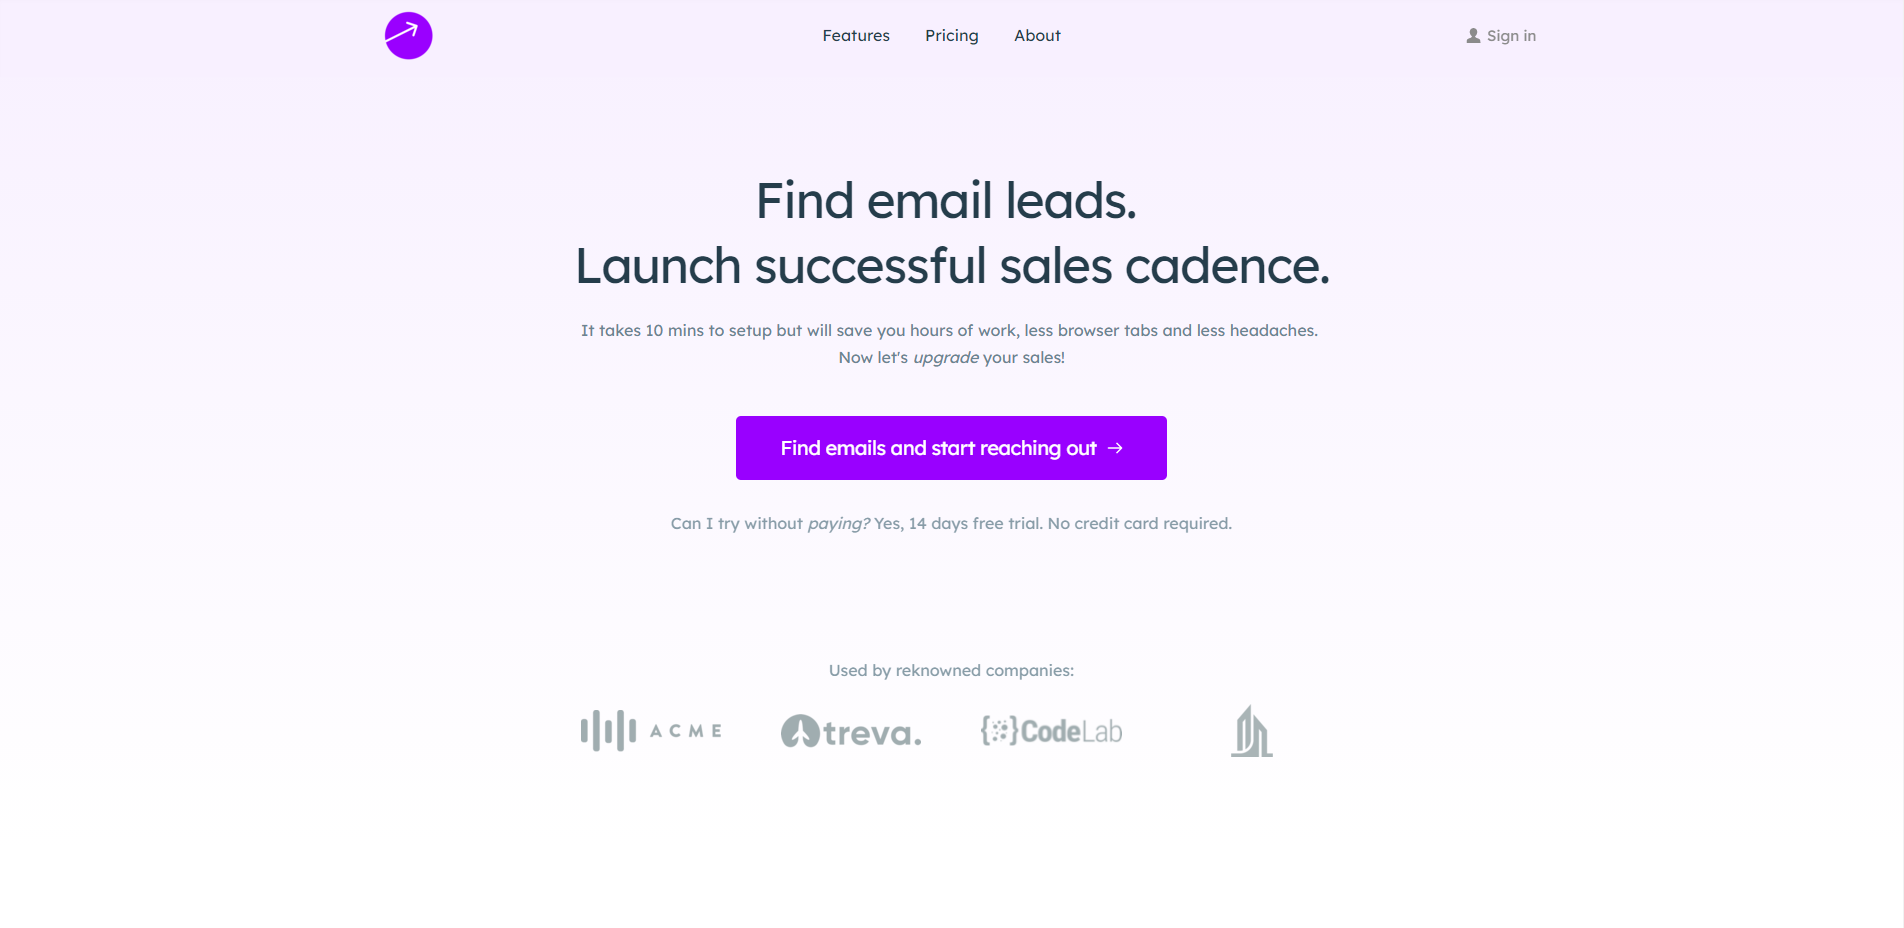 Features
Pricing
About
Sign in
Find email leads.
Launch successful sales cadence.
It takes 10 mins to setup but will save you hours of work, less browser tabs and less headaches.
Now let's upgrade your sales!
Find emails and start reaching out →
Can I try without paying? Yes, 14 days free trial. No credit card required.
Used by reknowned companies:
ACME
treva.
{ }CodeLab